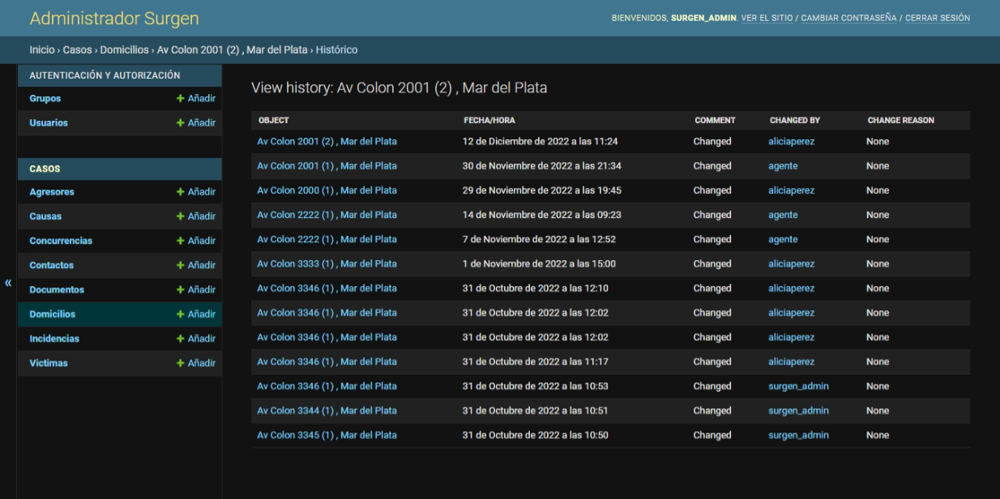 Administrador Surgen
BIENVENIDOS, SURGEN_ADMIN. VER EL SITIO / CAMBIAR CONTRASEÑA / CERRAR SESIÓN
Inicio › Casos › Domicilios › Av Colon 2001 (2) , Mar del Plata › Histórico
AUTENTICACIÓN Y AUTORIZACIÓN
Grupos + Añadir
Usuarios + Añadir
CASOS
Agresores + Añadir
Causas + Añadir
Concurrencias + Añadir
Contactos + Añadir
Documentos + Añadir
Domicilios + Añadir
Incidencias + Añadir
Victimas + Añadir
«
View history: Av Colon 2001 (2) , Mar del Plata
OBJECT FECHA/HORA COMMENT CHANGED BY CHANGE REASON
Av Colon 2001 (2) , Mar del Plata 12 de Diciembre de 2022 a las 11:24 Changed aliciaperez None
Av Colon 2001 (1) , Mar del Plata 30 de Noviembre de 2022 a las 21:34 Changed agente None
Av Colon 2000 (1) , Mar del Plata 29 de Noviembre de 2022 a las 19:45 Changed aliciaperez None
Av Colon 2222 (1) , Mar del Plata 14 de Noviembre de 2022 a las 09:23 Changed agente None
Av Colon 2222 (1) , Mar del Plata 7 de Noviembre de 2022 a las 12:52 Changed agente None
Av Colon 3333 (1) , Mar del Plata 1 de Noviembre de 2022 a las 15:00 Changed aliciaperez None
Av Colon 3346 (1) , Mar del Plata 31 de Octubre de 2022 a las 12:10 Changed aliciaperez None
Av Colon 3346 (1) , Mar del Plata 31 de Octubre de 2022 a las 12:02 Changed aliciaperez None
Av Colon 3346 (1) , Mar del Plata 31 de Octubre de 2022 a las 12:02 Changed aliciaperez None
Av Colon 3346 (1) , Mar del Plata 31 de Octubre de 2022 a las 11:17 Changed aliciaperez None
Av Colon 3346 (1) , Mar del Plata 31 de Octubre de 2022 a las 10:53 Changed surgen_admin None
Av Colon 3344 (1) , Mar del Plata 31 de Octubre de 2022 a las 10:51 Changed surgen_admin None
Av Colon 3345 (1) , Mar del Plata 31 de Octubre de 2022 a las 10:50 Changed surgen_admin None